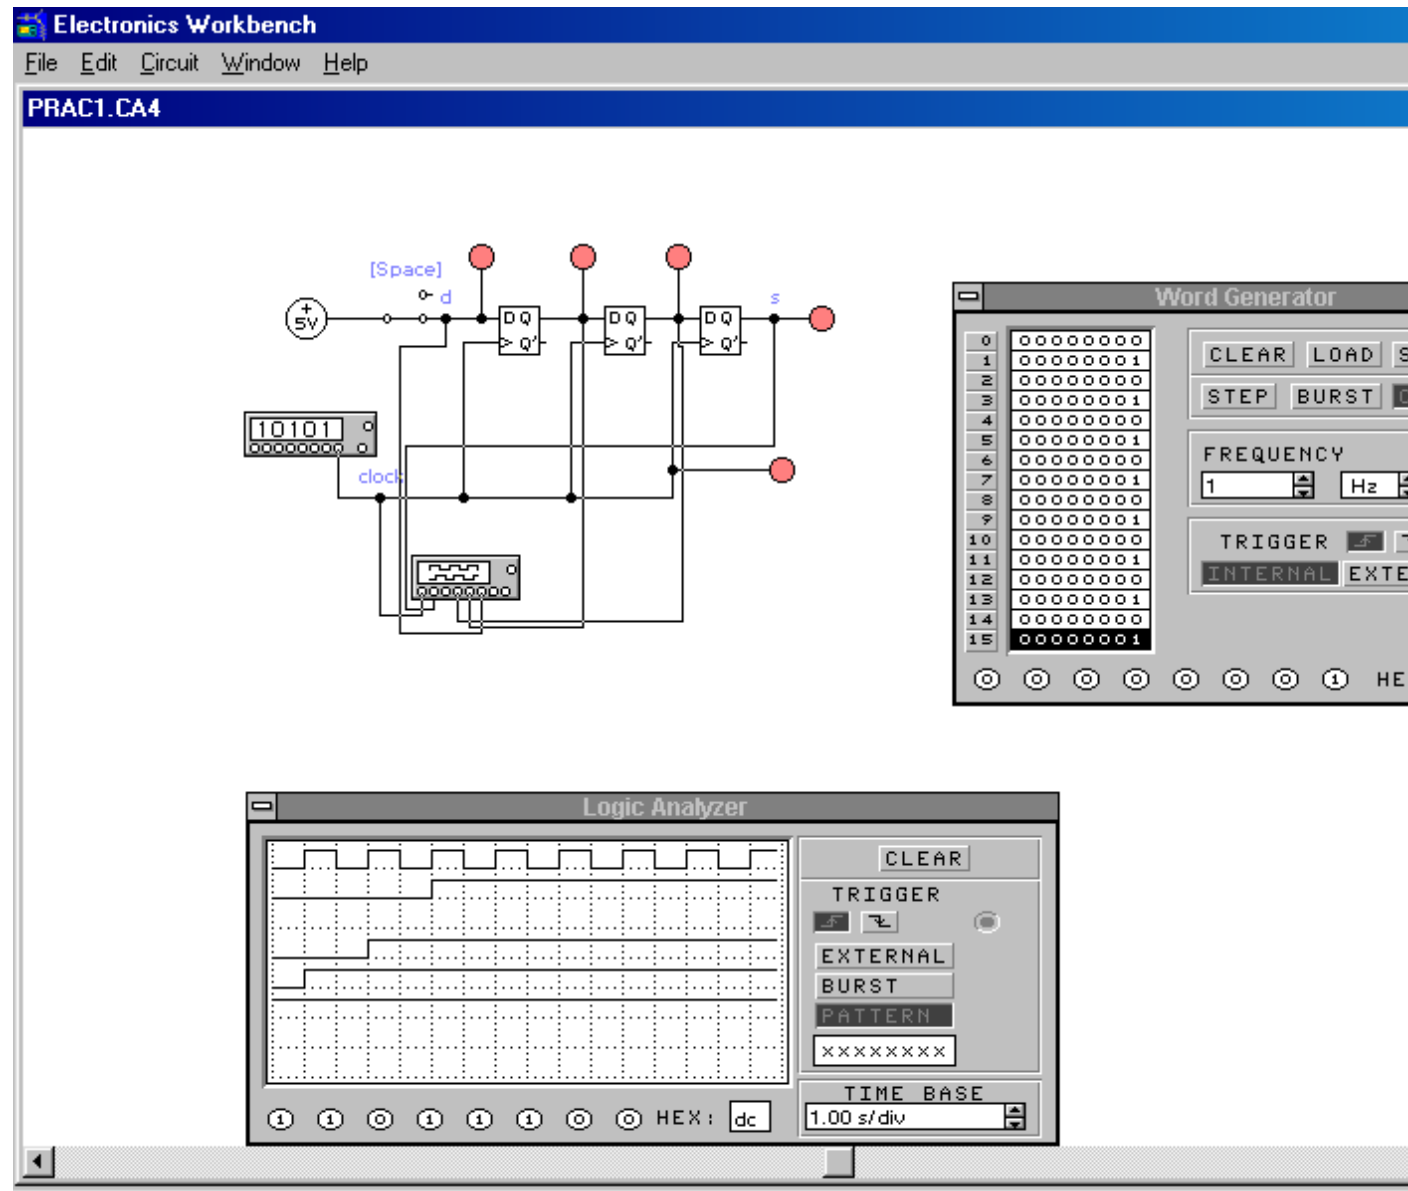 Electronics Workbench
File Edit Circuit Window Help
PRAC1.CA4
[Space]
d
+
5V
D Q
> Q'
D Q
> Q'
D Q
> Q'
s
10101
clock
Word Generator
0 00000000
1 00000001
2 00000000
3 00000001
4 00000000
5 00000001
6 00000000
7 00000001
8 00000000
9 00000001
10 00000000
11 00000001
12 00000000
13 00000001
14 00000000
15 00000001
CLEAR LOAD S
STEP BURST
FREQUENCY
1 Hz
TRIGGER
INTERNAL EXTE
0 0 0 0 0 0 0 1 HE
Logic Analyzer
CLEAR
TRIGGER
EXTERNAL
BURST
PATTERN
xxxxxxxx
TIME BASE
1.00 s/div
1 1 0 1 1 1 0 0 HEX: dc